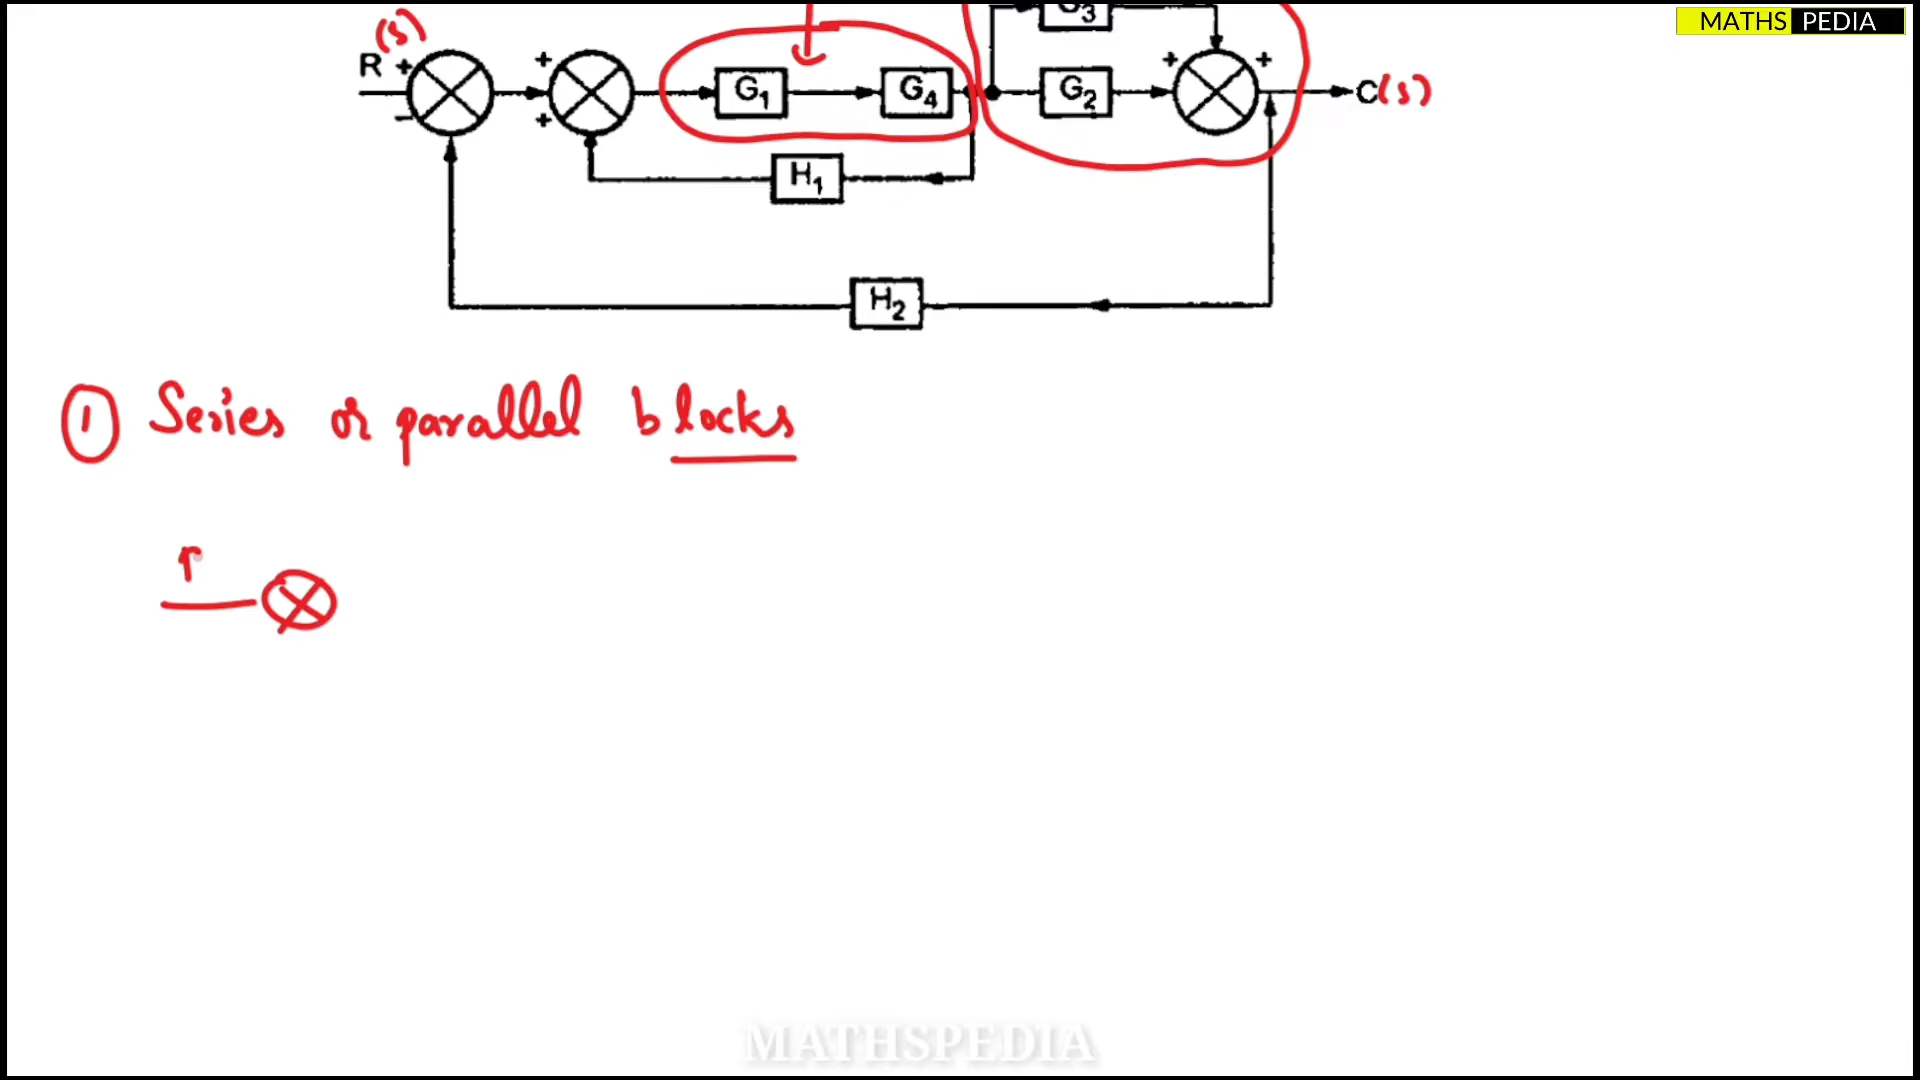 MATHS PEDIA
(s)
G3
R + + + + C(s)
G1 G4 G2
− +
H1
H2
① Series or parallel blocks
r
MATHSPEDIA